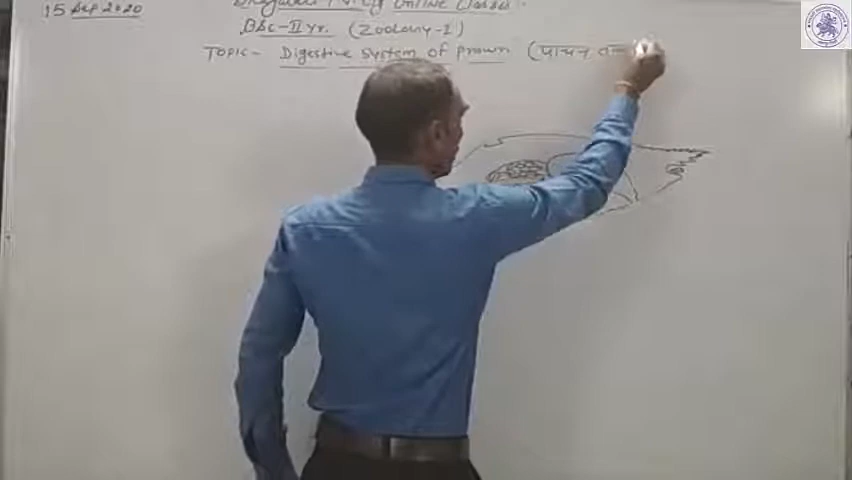 15 Sep 2020
Online Classes
BSc-II Yr. (Zoology-I)
TOPIC- Digestive System of prawn (पाचन